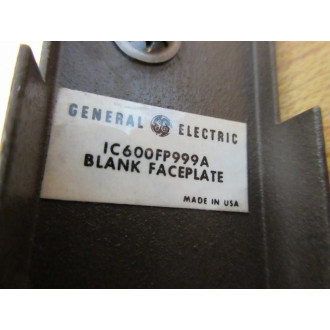 GENERAL ELECTRIC
IC600FP999A
BLANK FACEPLATE
MADE IN USA